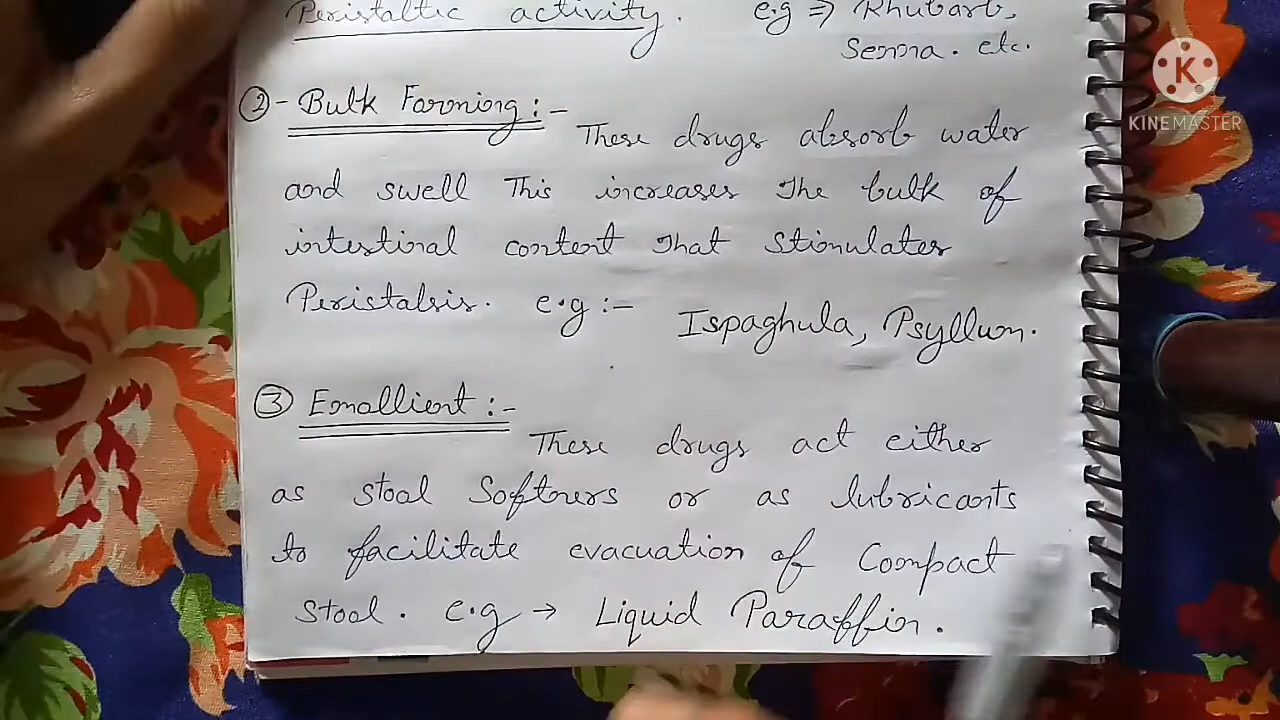 Peristaltic activity. e.g ⇒ Rhubarb,
Senna. etc.
② - Bulk Forming :-
These drugs absorb water
and swell This increases the bulk of
intestinal content that stimulates
Peristalsis. e.g :- Ispaghula, Psyllum.
③ Emollient :-
These drugs act either
as stool Softners or as lubricants
to facilitate evacuation of Compact
stool. e.g → Liquid Paraffin.
K
KINEMASTER